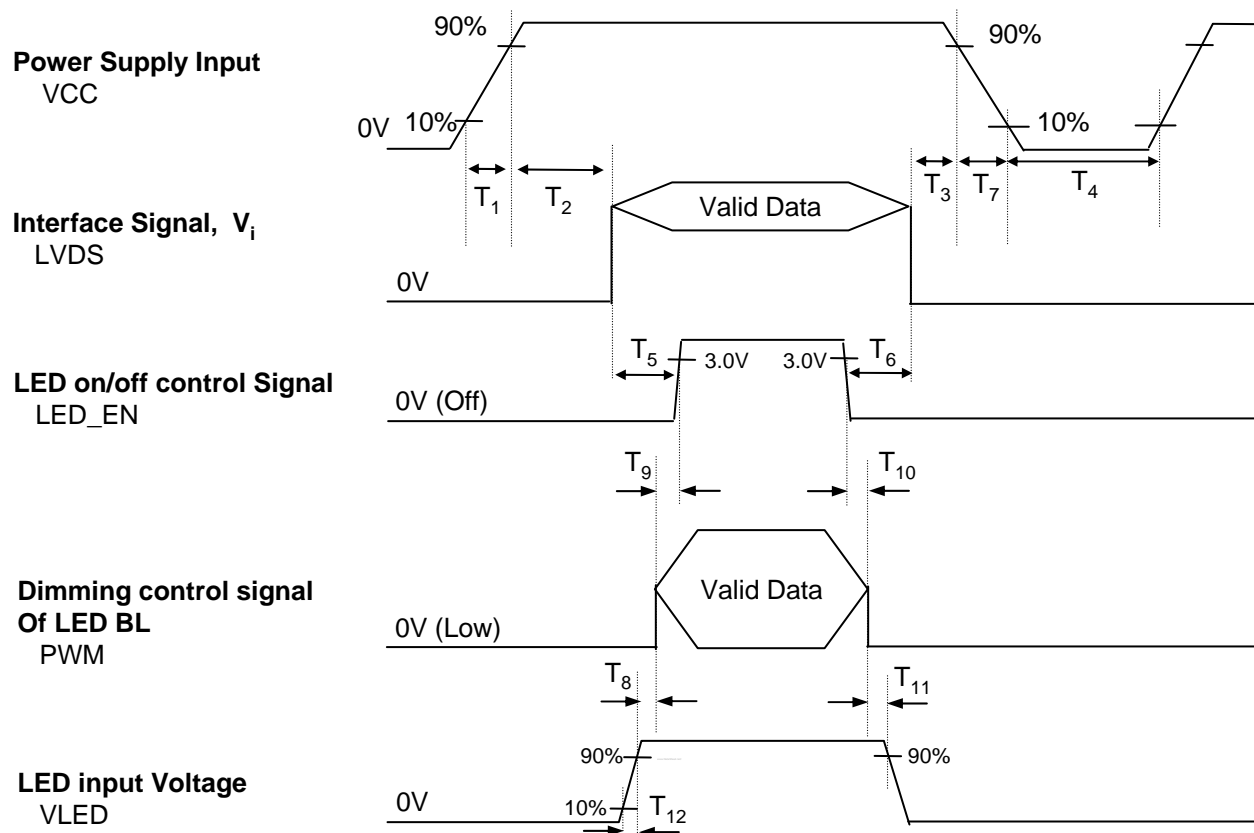 90%
90%
Power Supply Input
VCC
0V
10%
10%
T1
T2
T3
T7
T4
Interface Signal, Vi
LVDS
Valid Data
0V
T5
3.0V
3.0V
T6
LED on/off control Signal
LED_EN
0V (Off)
T9
T10
Dimming control signal
Of LED BL
PWM
Valid Data
0V (Low)
T8
T11
LED input Voltage
VLED
90%
90%
0V
10%
T12